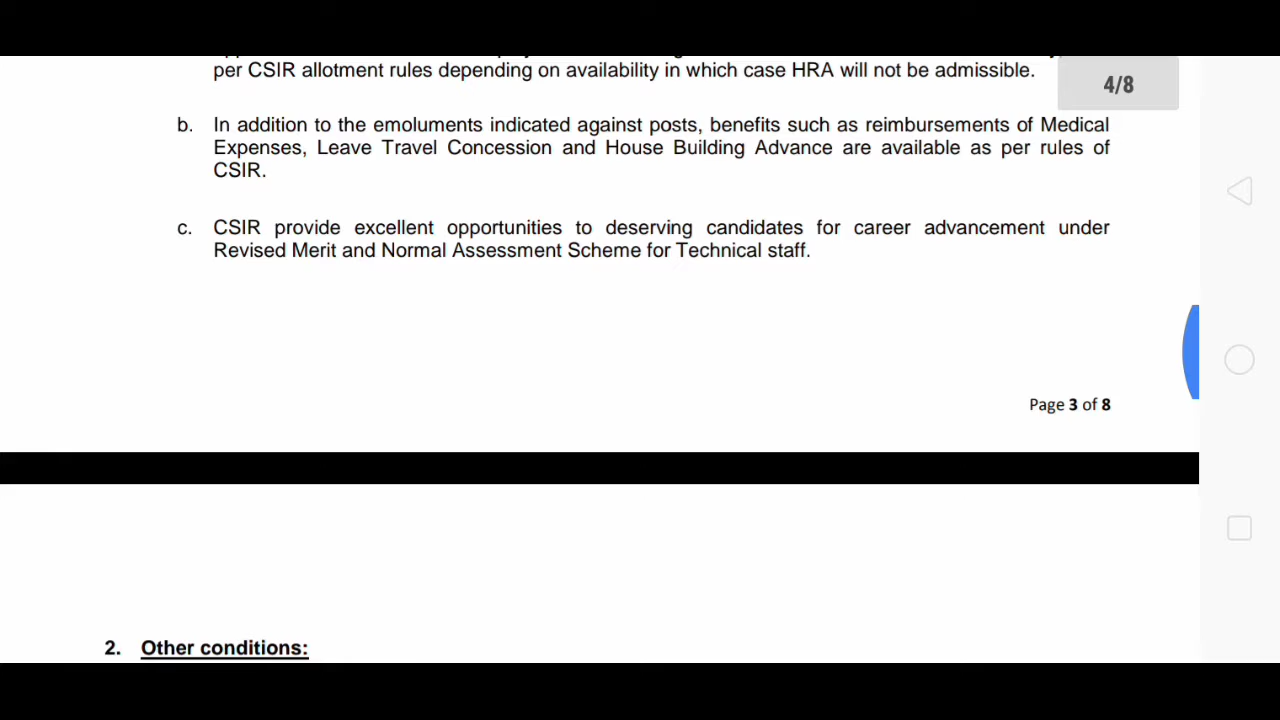 per CSIR allotment rules depending on availability in which case HRA will not be admissible.
4/8
b. In addition to the emoluments indicated against posts, benefits such as reimbursements of Medical
Expenses, Leave Travel Concession and House Building Advance are available as per rules of
CSIR.
c. CSIR provide excellent opportunities to deserving candidates for career advancement under
Revised Merit and Normal Assessment Scheme for Technical staff.
Page 3 of 8
2. Other conditions: